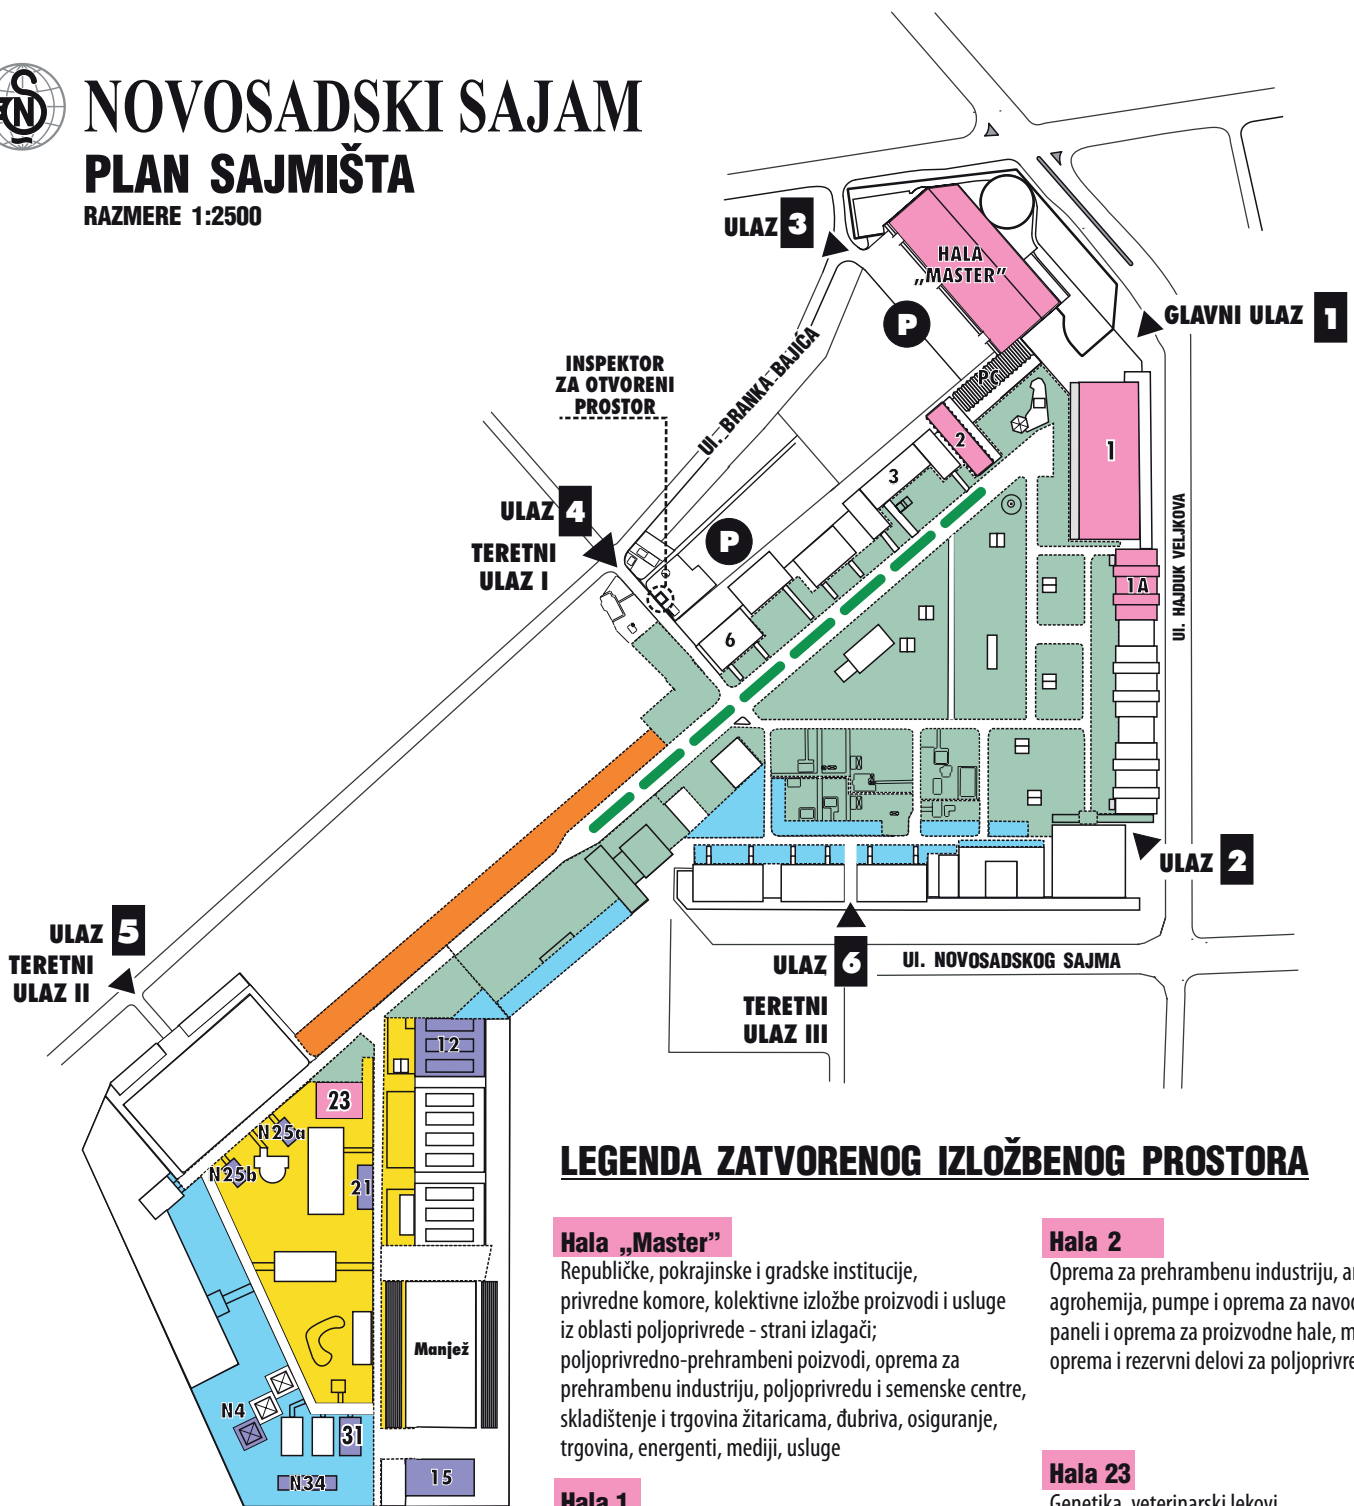 NOVOSADSKI SAJAM
PLAN SAJMIŠTA
RAZMERE 1:2500
ULAZ 3
HALA
„MASTER”
GLAVNI ULAZ 1
P
INSPEKTOR
ZA OTVORENI
PROSTOR
Ul. BRANKA BAJIĆA
PC
2
1
3
ULAZ 4
TERETNI
ULAZ I
P
Ul. HAJDUK VELJKOVA
1A
6
ULAZ 2
ULAZ 5
TERETNI
ULAZ II
ULAZ 6
TERETNI
ULAZ III
Ul. NOVOSADSKOG SAJMA
12
23
N25a
N25b
21
Manjež
N4
31
N34
15
LEGENDA ZATVORENOG IZLOŽBENOG PROSTORA
Hala „Master”
Republičke, pokrajinske i gradske institucije,
privredne komore, kolektivne izložbe proizvodi i usluge
iz oblasti poljoprivrede - strani izlagači;
poljoprivredno-prehrambeni poizvodi, oprema za
prehrambenu industriju, poljoprivredu i semenske centre,
skladištenje i trgovina žitaricama, đubriva, osiguranje,
trgovina, energenti, mediji, usluge
Hala 1
Hala 2
Oprema za prehrambenu industriju,
agrohemija, pumpe i oprema za
paneli i oprema za proizvodne hale,
oprema i rezervni delovi za
Hala 23
Genetika, veterinarski lekovi